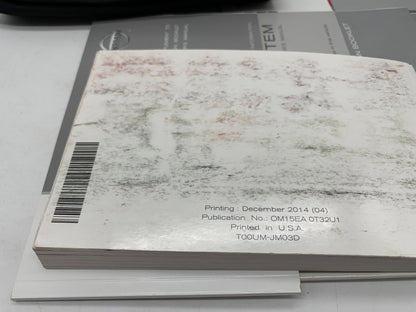 TEM
Printing : December 2014 (04)
Publication No.: OM15EA 0T32U1
Printed in U.S.A.
T00UM-JM03D